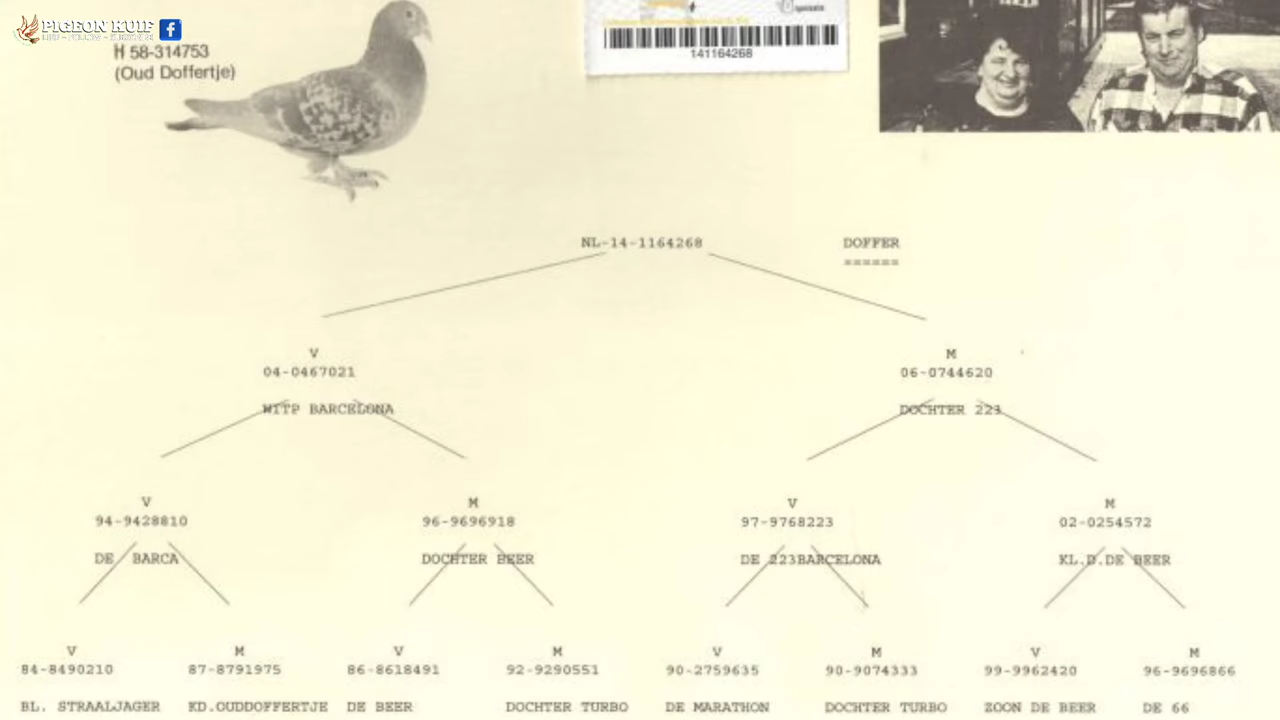 PIGEON KUIF
H 58-314753
(Oud Doffertje)
141164268
NL-14-1164268 DOFFER
======
V M
04-0467021 06-0744620
WITP BARCELONA DOCHTER 223
V M V M
94-9428810 96-9696918 97-9768223 02-0254572
DE BARCA DOCHTER BEER DE 223BARCELONA KL.D.DE BEER
V M V M V M V M
84-8490210 87-8791975 86-8618491 92-9290551 90-2759635 90-9074333 99-9962420 96-9696866
BL. STRAALJAGER KD.OUDDOFFERTJE DE BEER DOCHTER TURBO DE MARATHON DOCHTER TURBO ZOON DE BEER DE 66